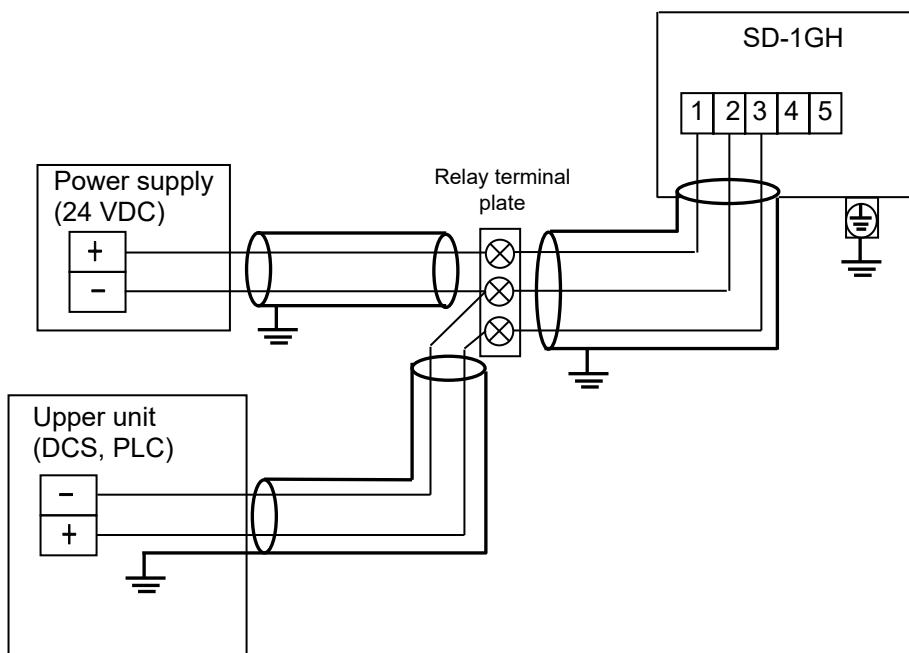 SD-1GH
1 2 3 4 5
Power supply
(24 VDC)
+
−
Relay terminal
plate
Upper unit
(DCS, PLC)
−
+